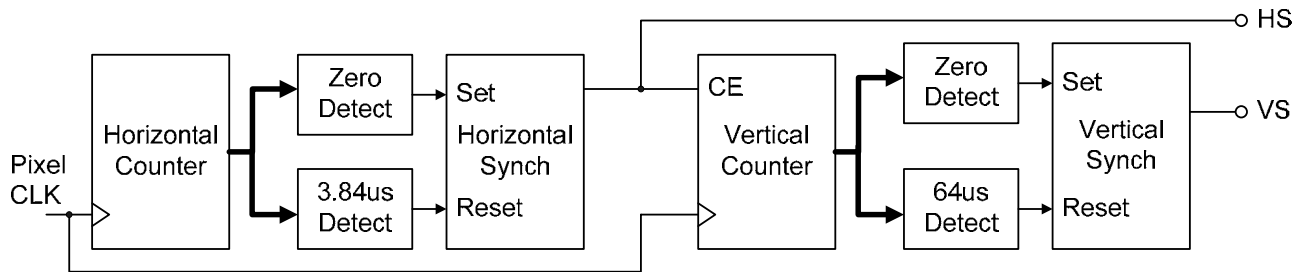 Pixel
CLK
Horizontal
Counter
Zero
Detect
3.84us
Detect
Set
Horizontal
Synch
Reset
CE
Vertical
Counter
Zero
Detect
64us
Detect
Set
Vertical
Synch
Reset
HS
VS